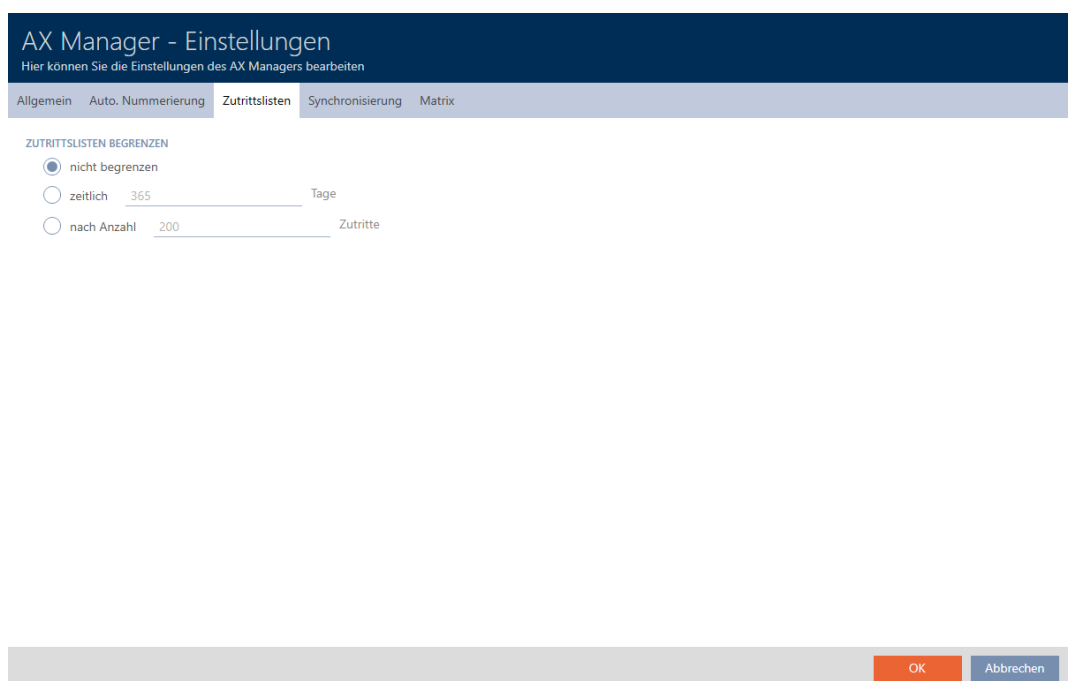 AX Manager - Einstellungen
Hier können Sie die Einstellungen des AX Managers bearbeiten
Allgemein Auto. Nummerierung Zutrittslisten Synchronisierung Matrix
ZUTRITTSLISTEN BEGRENZEN
nicht begrenzen
zeitlich 365 Tage
nach Anzahl 200 Zutritte
OK Abbrechen